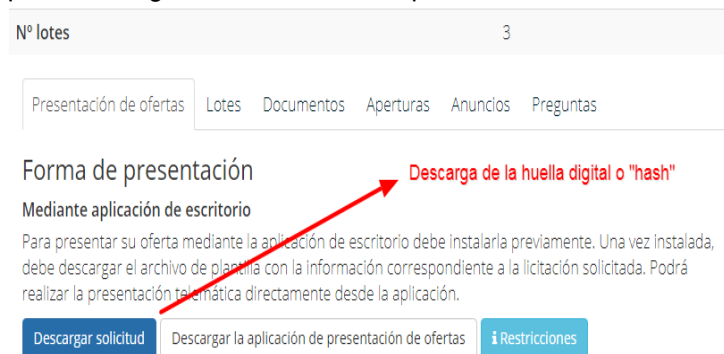 Nº lotes 3
Presentación de ofertas Lotes Documentos Aperturas Anuncios Preguntas
Forma de presentación
Descarga de la huella digital o "hash"
Mediante aplicación de escritorio
Para presentar su oferta mediante la aplicación de escritorio debe instalarla previamente. Una vez instalada,
debe descargar el archivo de plantilla con la información correspondiente a la licitación solicitada. Podrá
realizar la presentación telemática directamente desde la aplicación.
Descargar solicitud Descargar la aplicación de presentación de ofertas i Restricciones